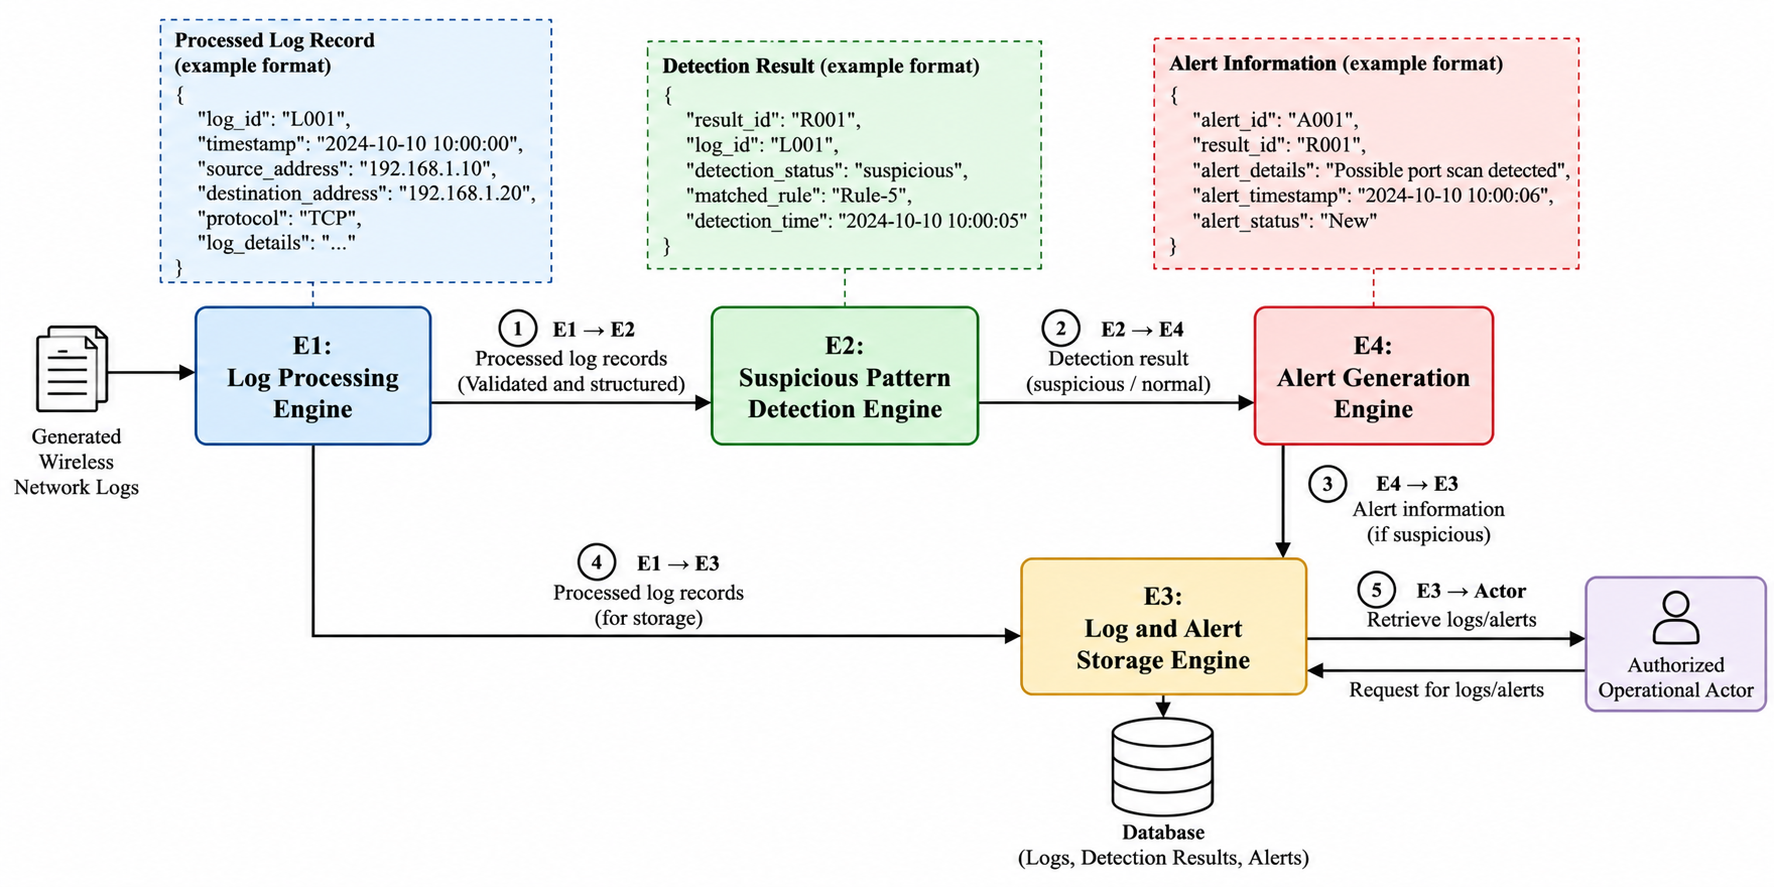 Processed Log Record
(example format)
{
"log_id": "L001",
"timestamp": "2024-10-10 10:00:00",
"source_address": "192.168.1.10",
"destination_address": "192.168.1.20",
"protocol": "TCP",
"log_details": "..."
}
Detection Result (example format)
{
"result_id": "R001",
"log_id": "L001",
"detection_status": "suspicious",
"matched_rule": "Rule-5",
"detection_time": "2024-10-10 10:00:05"
}
Alert Information (example format)
{
"alert_id": "A001",
"result_id": "R001",
"alert_details": "Possible port scan detected",
"alert_timestamp": "2024-10-10 10:00:06",
"alert_status": "New"
}
Generated
Wireless
Network Logs
E1:
Log Processing
Engine
1 E1 → E2
Processed log records
(Validated and structured)
E2:
Suspicious Pattern
Detection Engine
2 E2 → E4
Detection result
(suspicious / normal)
E4:
Alert Generation
Engine
3 E4 → E3
Alert information
(if suspicious)
4 E1 → E3
Processed log records
(for storage)
E3:
Log and Alert
Storage Engine
5 E3 → Actor
Retrieve logs/alerts
Request for logs/alerts
Authorized
Operational Actor
Database
(Logs, Detection Results, Alerts)